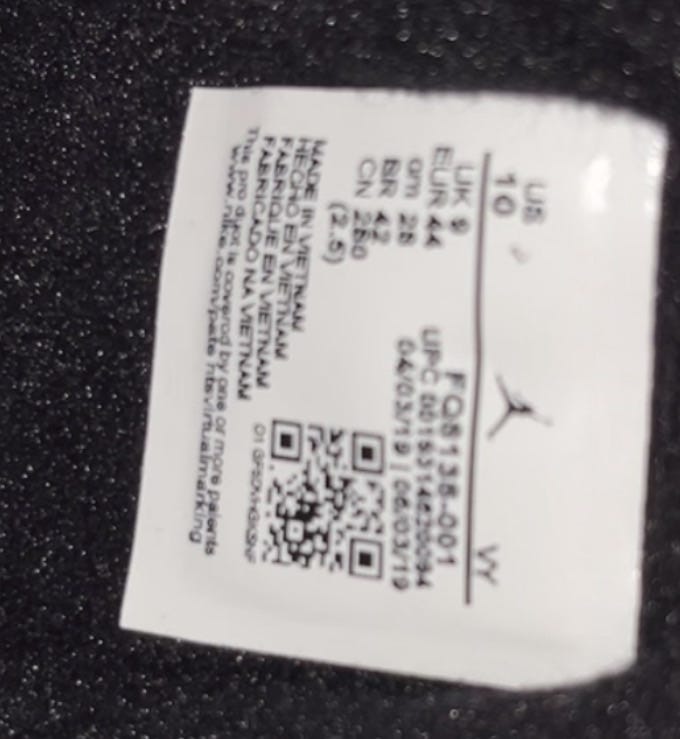 US
10
VY
UK 9
EUR 44
cm 28
BR 42
CN 280
(2.5)
FQ8138-001
UPC
04/03/19 | 06/03/19
MADE IN VIETNAM
HECHO EN VIETNAM
FABRIQUE EN VIETNAM
FABRICADO NA VIETNAM
This product is covered by one or more patents
www.nike.com/patents/virtualmarking